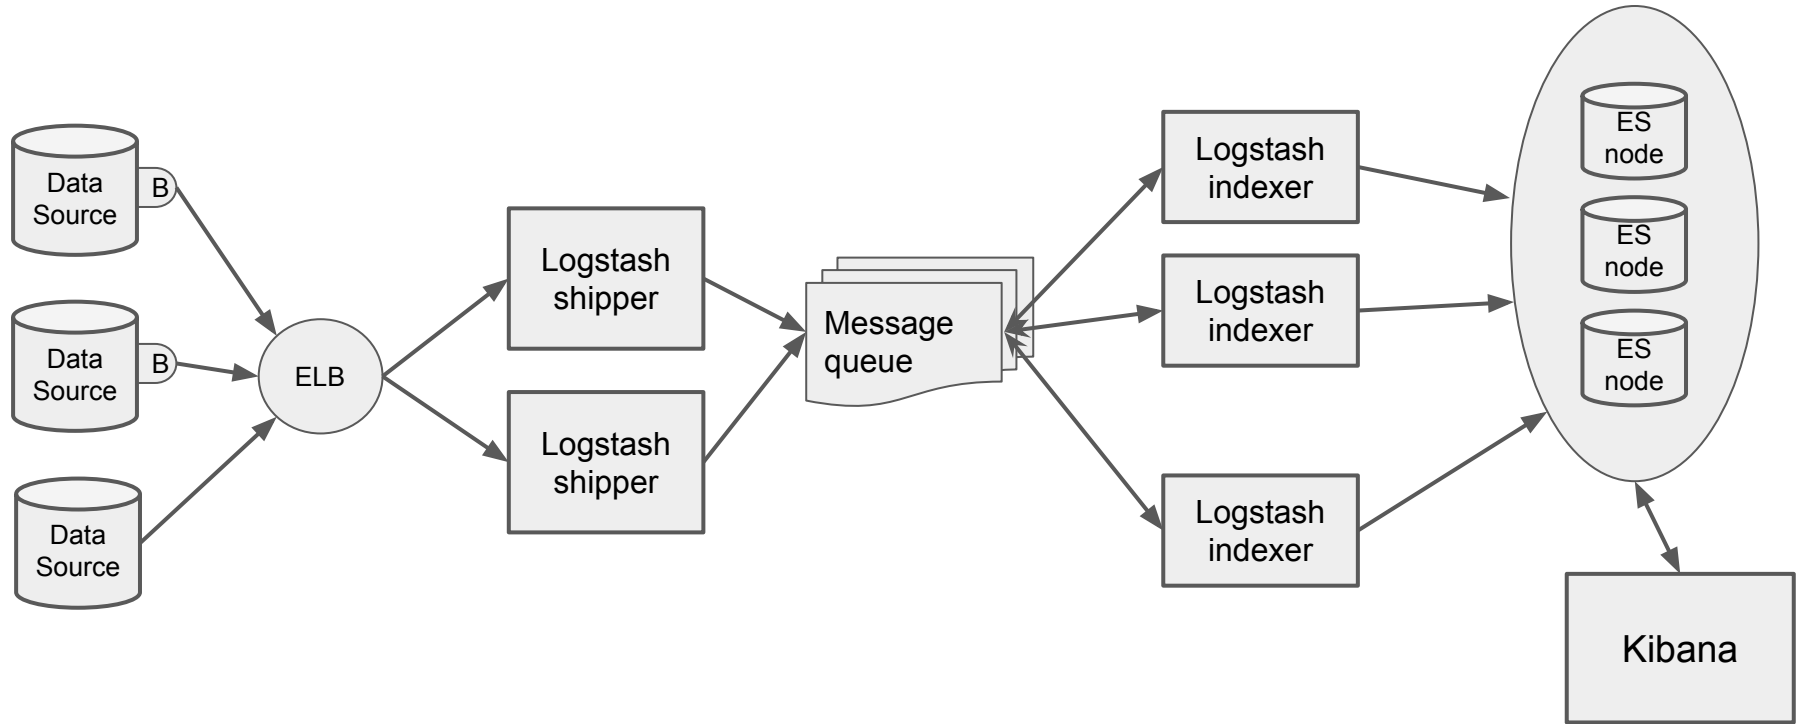 Data
Source
B
Data
Source
B
Data
Source
ELB
Logstash
shipper
Logstash
shipper
Message
queue
Logstash
indexer
Logstash
indexer
Logstash
indexer
ES
node
ES
node
ES
node
Kibana